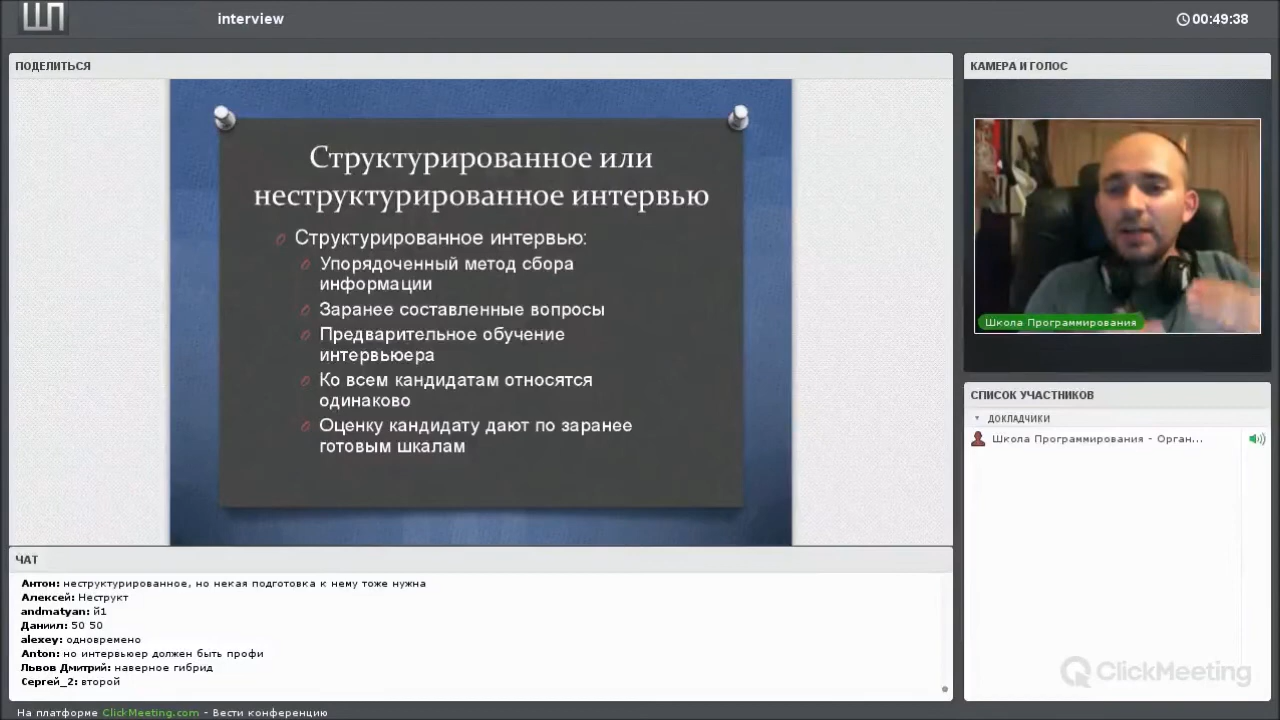 ШП
interview
00:49:38
ПОДЕЛИТЬСЯ
Структурированное или
неструктурированное интервью
Структурированное интервью:
Упорядоченный метод сбора
информации
Заранее составленные вопросы
Предварительное обучение
интервьюера
Ко всем кандидатам относятся
одинаково
Оценку кандидату дают по заранее
готовым шкалам
КАМЕРА И ГОЛОС
Школа Программирования
СПИСОК УЧАСТНИКОВ
ДОКЛАДЧИКИ
Школа Программирования - Орган...
ЧАТ
Антон: неструктурированное, но некая подготовка к нему тоже нужна
Алексей: Неструкт
andmatyan: й1
Даниил: 50 50
alexey: одновремено
Anton: но интервьюер должен быть профи
Львов Дмитрий: наверное гибрид
Сергей_2: второй
ClickMeeting
На платформе ClickMeeting.com - Вести конференцию